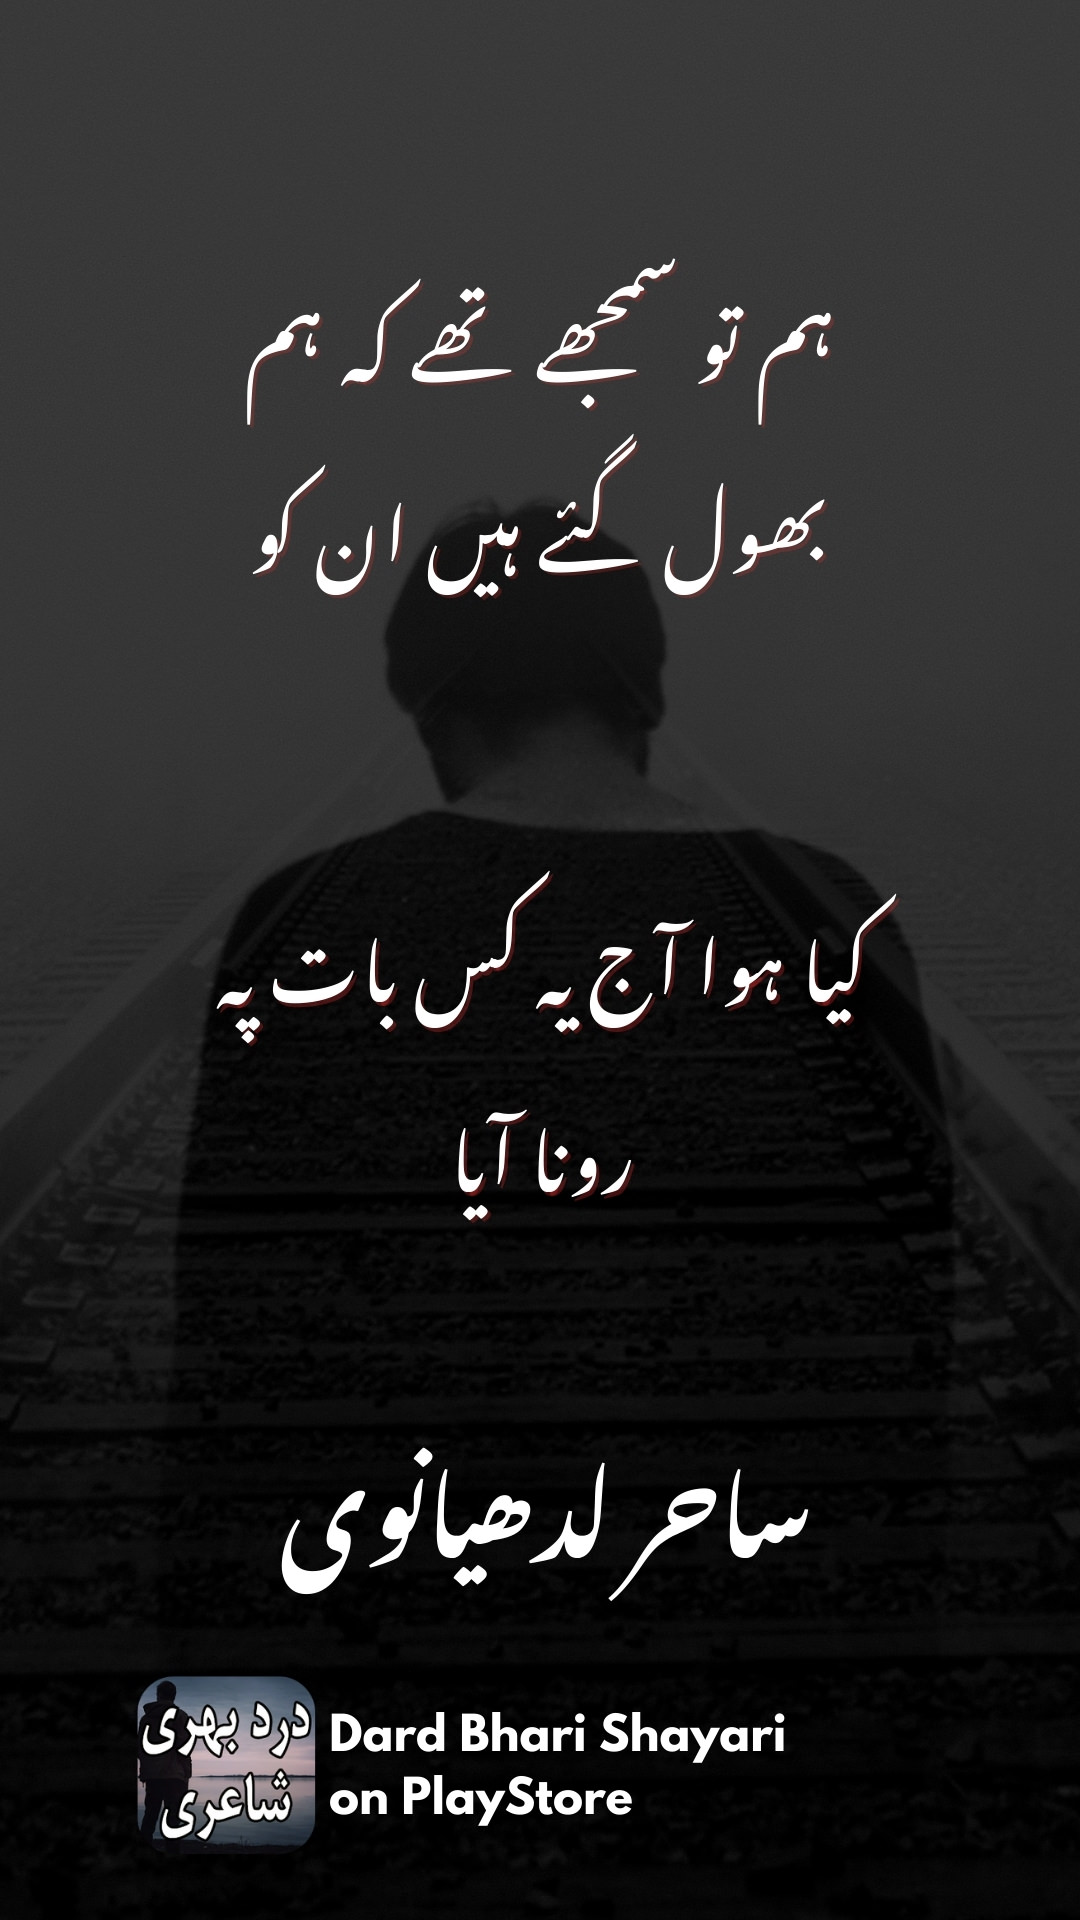 ہم تو سمجھے تھے کہ ہم
بھول گئے ہیں ان کو
کیا ہوا آج یہ کس بات پہ
رونا آیا
ساحر لدھیانوی
درد بھری
شاعری
Dard Bhari Shayari
on PlayStore